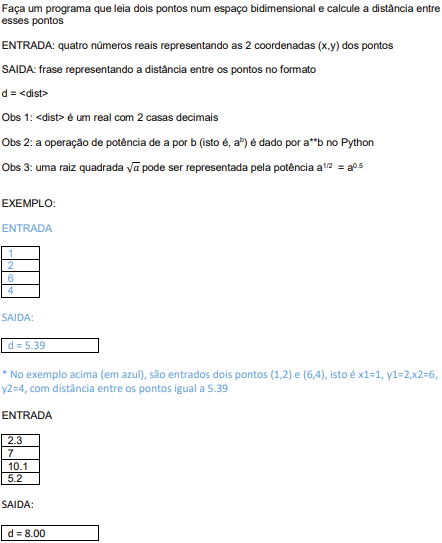 Faça um programa que leia dois pontos num espaço bidimensional e calcule a distância entre
esses pontos
ENTRADA: quatro números reais representando as 2 coordenadas (x,y) dos pontos
SAIDA: frase representando a distância entre os pontos no formato
d = <dist>
Obs 1: <dist> é um real com 2 casas decimais
Obs 2: a operação de potência de a por b (isto é, aᵇ) é dado por a**b no Python
Obs 3: uma raiz quadrada √a pode ser representada pela potência a¹ᐟ² = a⁰·⁵
EXEMPLO:
ENTRADA
1
2
6
4
SAIDA:
d = 5.39
* No exemplo acima (em azul), são entrados dois pontos (1,2) e (6,4), isto é x1=1, y1=2,x2=6,
y2=4, com distância entre os pontos igual a 5.39
ENTRADA
2.3
7
10.1
5.2
SAIDA:
d = 8.00